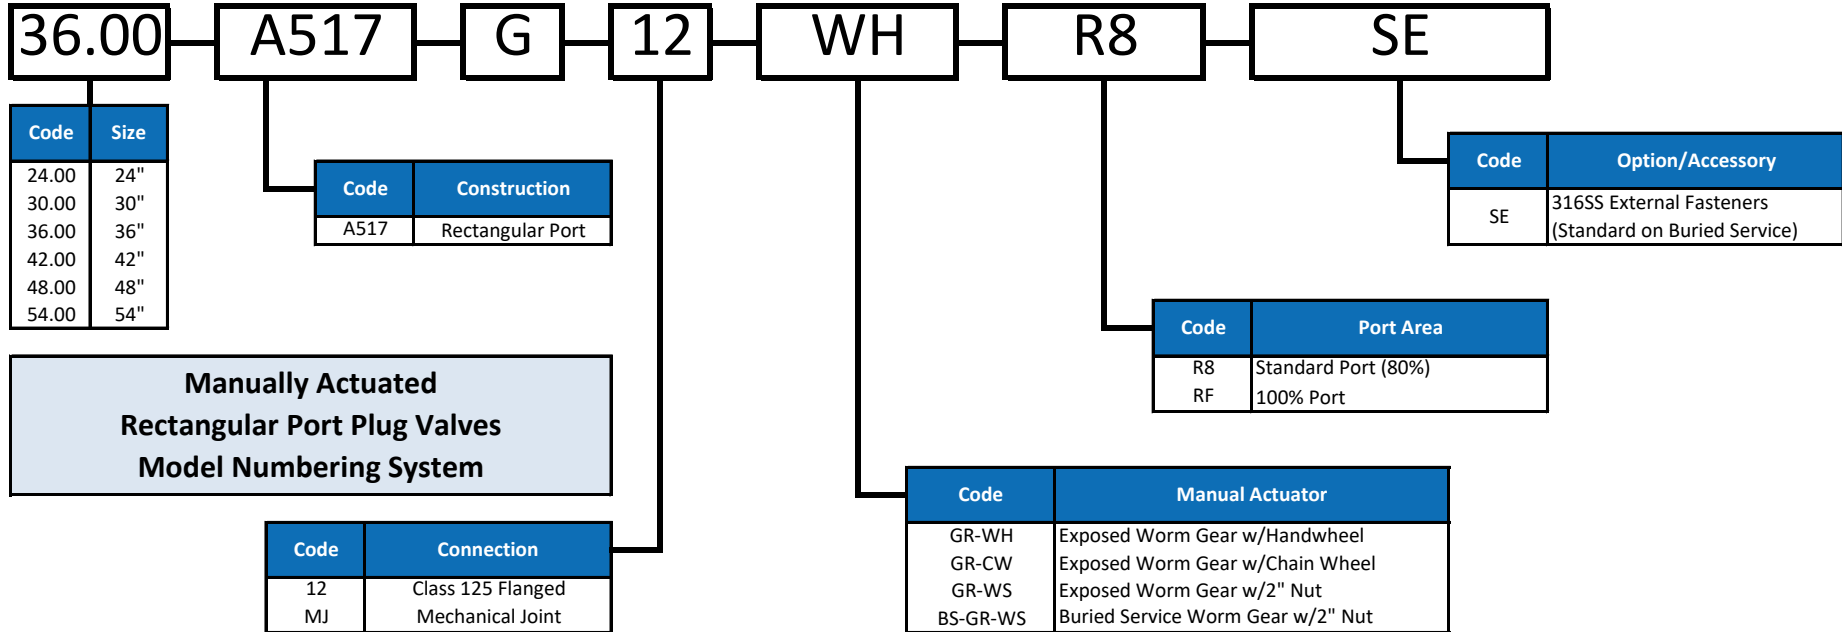 36.00 A517 G 12 WH R8 SE
Code Size
24.00 24"
30.00 30"
36.00 36"
42.00 42"
48.00 48"
54.00 54"
Code Construction
A517 Rectangular Port
Code Option/Accessory
SE 316SS External Fasteners
(Standard on Buried Service)
Code Port Area
R8 Standard Port (80%)
RF 100% Port
Manually Actuated
Rectangular Port Plug Valves
Model Numbering System
Code Connection
12 Class 125 Flanged
MJ Mechanical Joint
Code Manual Actuator
GR-WH Exposed Worm Gear w/Handwheel
GR-CW Exposed Worm Gear w/Chain Wheel
GR-WS Exposed Worm Gear w/2" Nut
BS-GR-WS Buried Service Worm Gear w/2" Nut